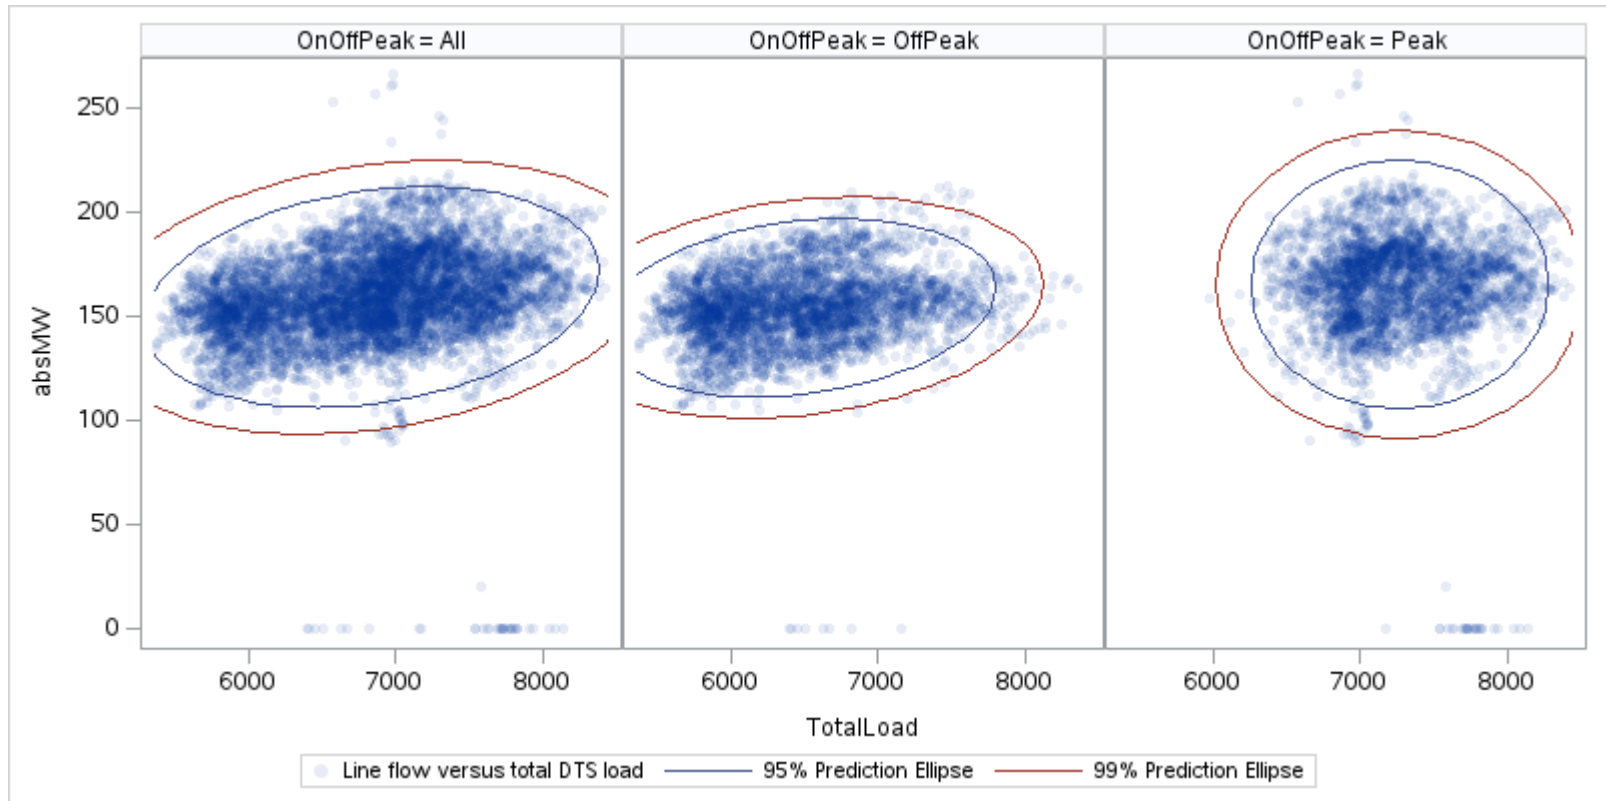 OnOffPeak = All
OnOffPeak = OffPeak
OnOffPeak = Peak
250
200
150
100
50
0
absMW
6000 7000 8000 6000 7000 8000 6000 7000 8000
TotalLoad
Line flow versus total DTS load 95% Prediction Ellipse 99% Prediction Ellipse